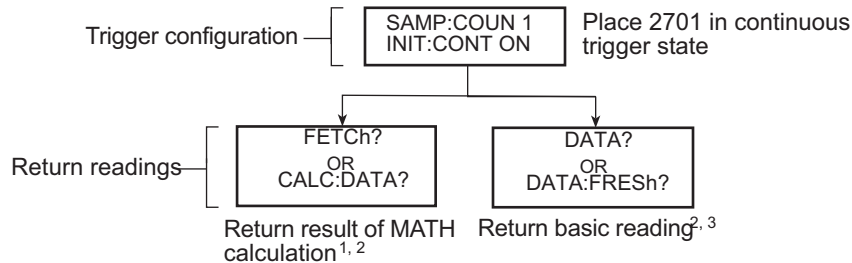 Trigger configuration
SAMP:COUN 1
INIT:CONT ON
Place 2701 in continuous
trigger state
Return readings
FETCh?
OR
CALC:DATA?
DATA?
OR
DATA:FRESh?
Return result of MATH
calculation1, 2
Return basic reading2, 3